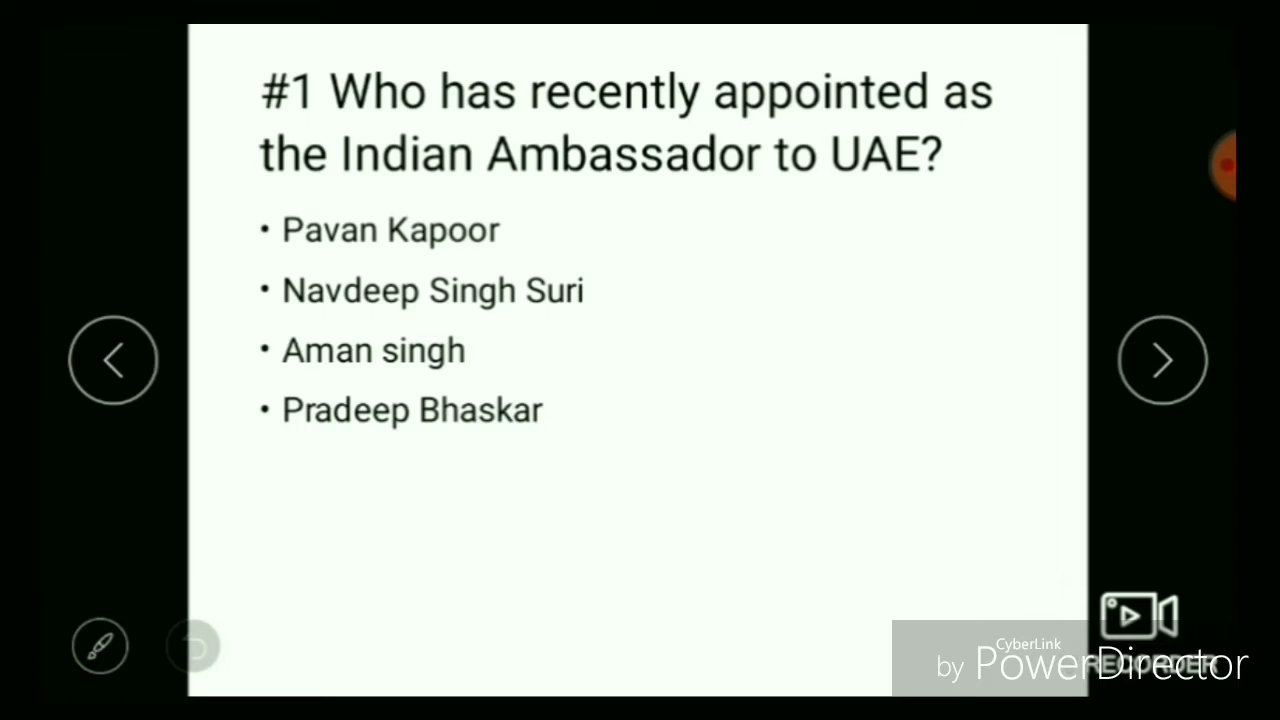 #1 Who has recently appointed as
the Indian Ambassador to UAE?
• Pavan Kapoor
• Navdeep Singh Suri
• Aman singh
• Pradeep Bhaskar
CyberLink
by PowerDirector
RECORDER